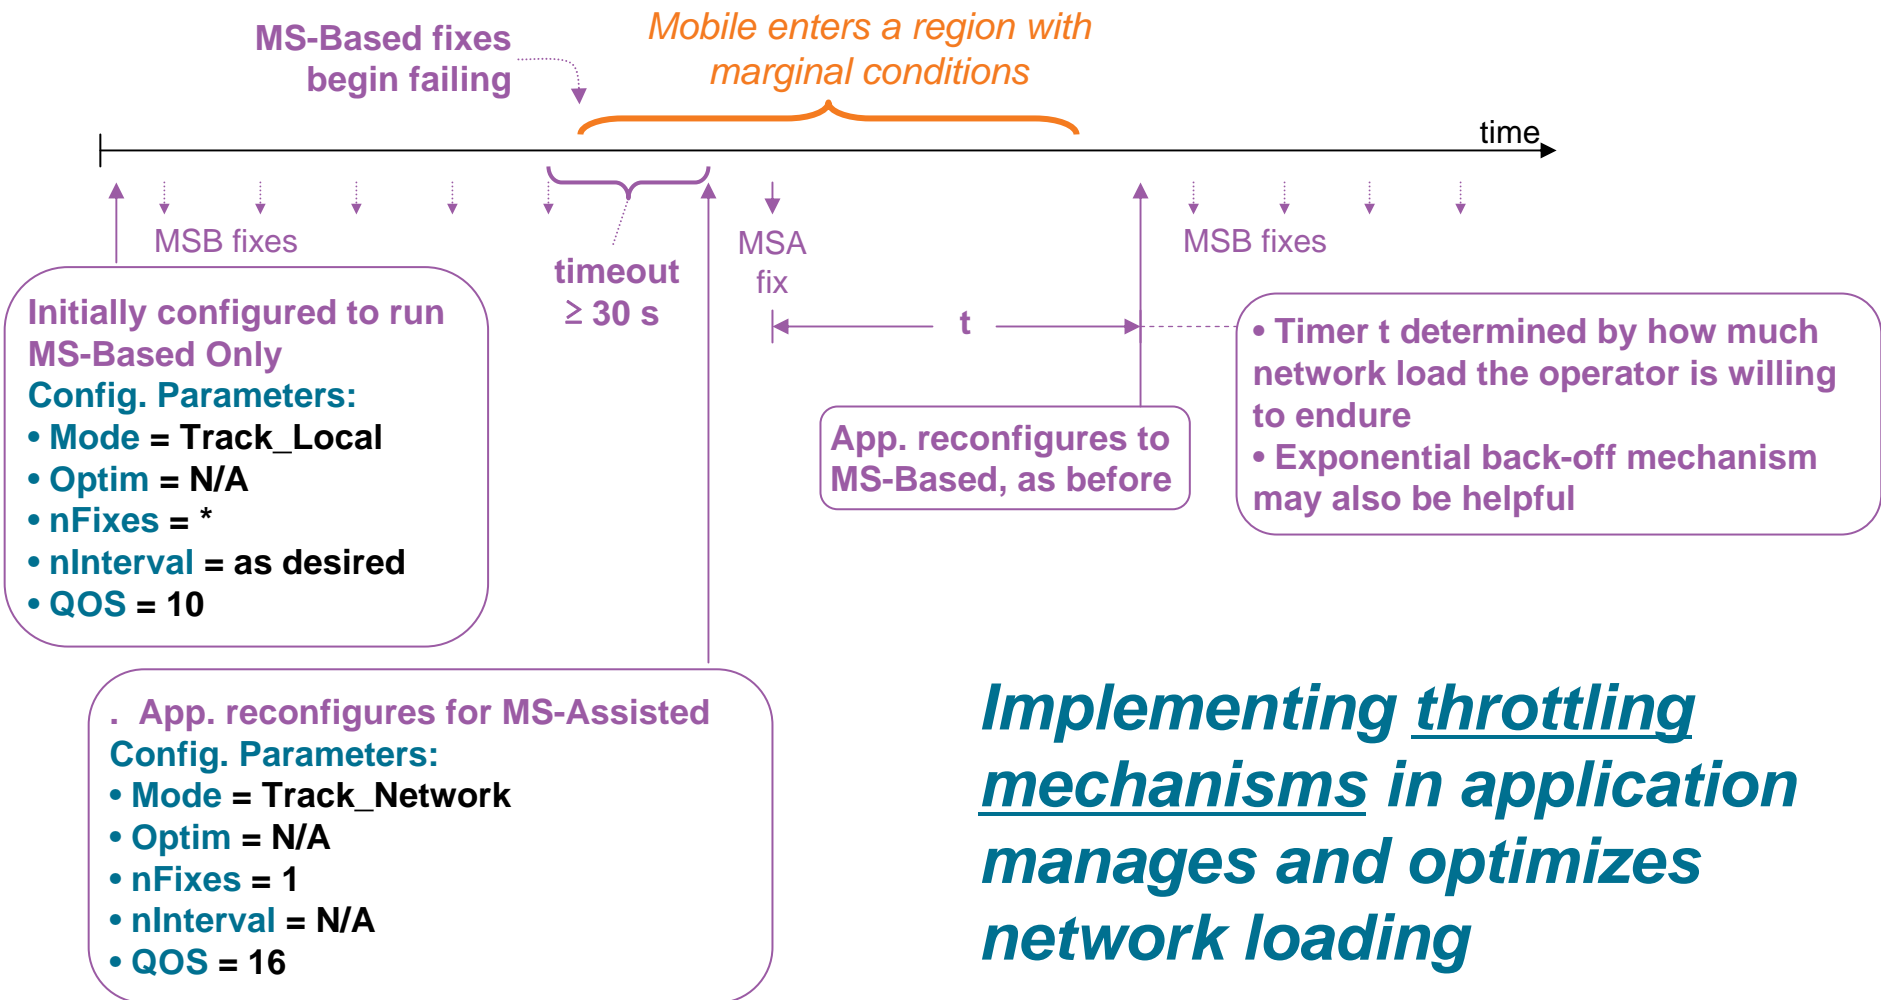 MS-Based fixes
begin failing
Mobile enters a region with
marginal conditions
time
MSB fixes
timeout
≥ 30 s
MSA
fix
t
MSB fixes
Initially configured to run
MS-Based Only
Config. Parameters:
• Mode = Track_Local
• Optim = N/A
• nFixes = *
• nInterval = as desired
• QOS = 10
App. reconfigures to
MS-Based, as before
• Timer t determined by how much
network load the operator is willing
to endure
• Exponential back-off mechanism
may also be helpful
. App. reconfigures for MS-Assisted
Config. Parameters:
• Mode = Track_Network
• Optim = N/A
• nFixes = 1
• nInterval = N/A
• QOS = 16
Implementing throttling
mechanisms in application
manages and optimizes
network loading